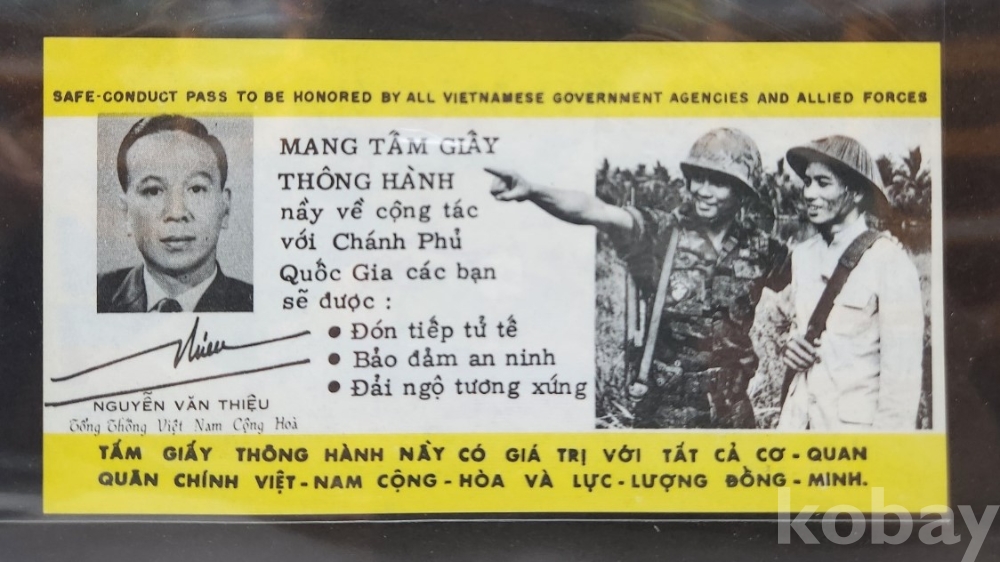 SAFE-CONDUCT PASS TO BE HONORED BY ALL VIETNAMESE GOVERNMENT AGENCIES AND ALLIED FORCES
MANG TẤM GIẤY
THÔNG HÀNH
nầy về cộng tác
với Chánh Phủ
Quốc Gia các bạn
sẽ được :
● Đón tiếp tử tế
● Bảo đảm an ninh
● Đải ngộ tương xứng
Thieu
NGUYỄN VĂN THIỆU
Tổng Thống Việt Nam Cộng Hoà
TẤM GIẤY THÔNG HÀNH NẦY CÓ GIÁ TRỊ VỚI TẤT CẢ CƠ - QUAN
QUÂN CHÍNH VIỆT - NAM CỘNG - HÒA VÀ LỰC - LƯỢNG ĐỒNG - MINH.
kobay